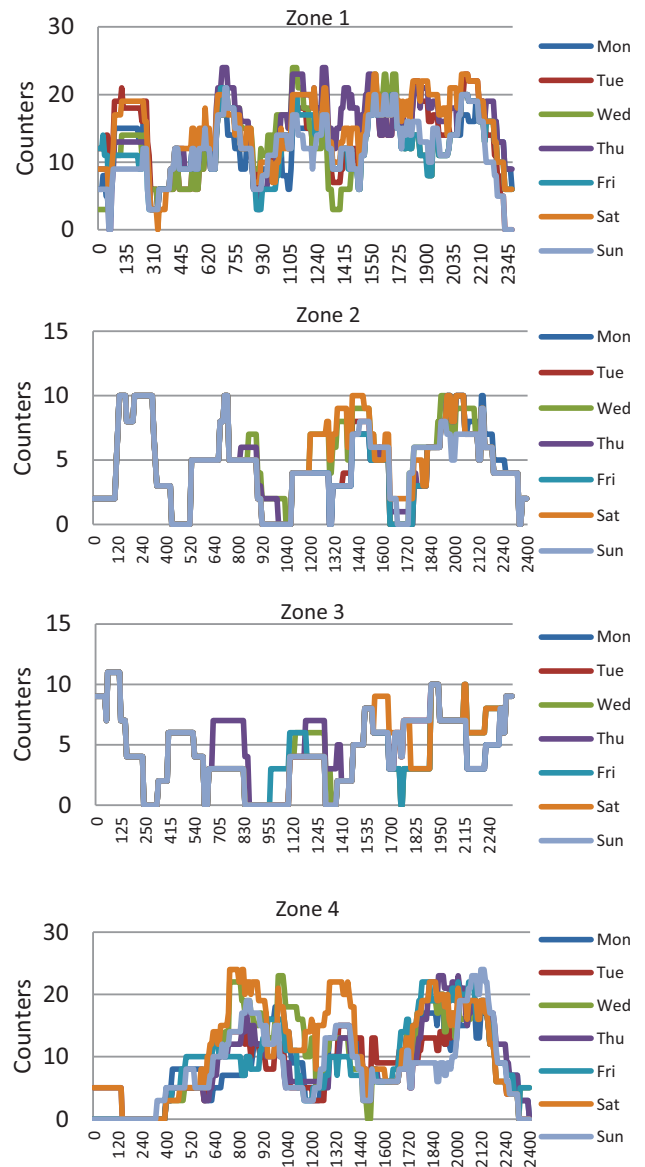 Zone 1
30
20
10
0
Counters
0 135 310 445 620 755 930 1105 1240 1415 1550 1725 1900 2035 2210 2345
Mon
Tue
Wed
Thu
Fri
Sat
Sun
Zone 2
15
10
5
0
Counters
0 120 240 400 520 640 800 920 1040 1200 1320 1440 1600 1720 1840 2000 2120 2240 2400
Mon
Tue
Wed
Thu
Fri
Sat
Sun
Zone 3
15
10
5
0
Counters
0 125 250 415 540 705 830 955 1120 1245 1410 1535 1700 1825 1950 2115 2240
Mon
Tue
Wed
Thu
Fri
Sat
Sun
Zone 4
30
20
10
0
Counters
0 120 240 400 520 640 800 920 1040 1200 1320 1440 1600 1720 1840 2000 2120 2240 2400
Mon
Tue
Wed
Thu
Fri
Sat
Sun